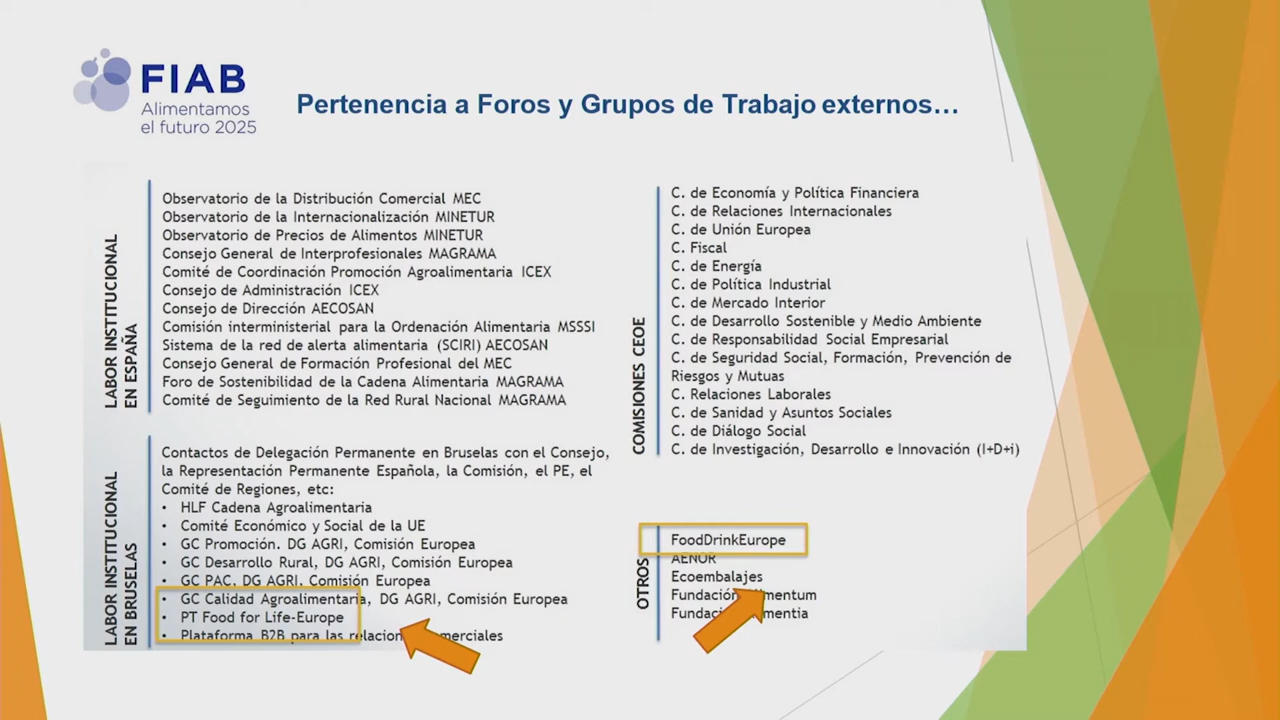 FIAB
Alimentamos
el futuro 2025
Pertenencia a Foros y Grupos de Trabajo externos…
LABOR INSTITUCIONAL
EN ESPAÑA
Observatorio de la Distribución Comercial MEC
Observatorio de la Internacionalización MINETUR
Observatorio de Precios de Alimentos MINETUR
Consejo General de Interprofesionales MAGRAMA
Comité de Coordinación Promoción Agroalimentaria ICEX
Consejo de Administración ICEX
Consejo de Dirección AECOSAN
Comisión interministerial para la Ordenación Alimentaria MSSSI
Sistema de la red de alerta alimentaria (SCIRI) AECOSAN
Consejo General de Formación Profesional del MEC
Foro de Sostenibilidad de la Cadena Alimentaria MAGRAMA
Comité de Seguimiento de la Red Rural Nacional MAGRAMA
LABOR INSTITUCIONAL
EN BRUSELAS
Contactos de Delegación Permanente en Bruselas con el Consejo,
la Representación Permanente Española, la Comisión, el PE, el
Comité de Regiones, etc:
• HLF Cadena Agroalimentaria
• Comité Económico y Social de la UE
• GC Promoción. DG AGRI, Comisión Europea
• GC Desarrollo Rural, DG AGRI, Comisión Europea
• GC PAC, DG AGRI, Comisión Europea
• GC Calidad Agroalimentaria, DG AGRI, Comisión Europea
• PT Food for Life-Europe
• Plataforma B2B para las relaciones comerciales
COMISIONES CEOE
C. de Economía y Política Financiera
C. de Relaciones Internacionales
C. de Unión Europea
C. Fiscal
C. de Energía
C. de Política Industrial
C. de Mercado Interior
C. de Desarrollo Sostenible y Medio Ambiente
C. de Responsabilidad Social Empresarial
C. de Seguridad Social, Formación, Prevención de
Riesgos y Mutuas
C. Relaciones Laborales
C. de Sanidad y Asuntos Sociales
C. de Diálogo Social
C. de Investigación, Desarrollo e Innovación (I+D+i)
OTROS
FoodDrinkEurope
AENOR
Ecoembalajes
Fundación
Fundación